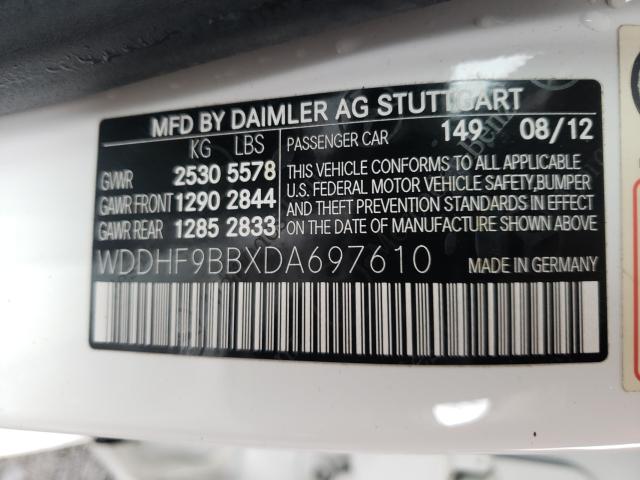 MFD BY DAIMLER AG STUTTGART
KG LBS PASSENGER CAR 149 08/12
GVWR 2530 5578
GAWR FRONT 1290 2844
GAWR REAR 1285 2833
THIS VEHICLE CONFORMS TO ALL APPLICABLE
U.S. FEDERAL MOTOR VEHICLE SAFETY,BUMPER
AND THEFT PREVENTION STANDARDS IN EFFECT
ON THE DATE OF MANUFACTURE SHOWN ABOVE.
WDDHF9BBXDA697610 MADE IN GERMANY